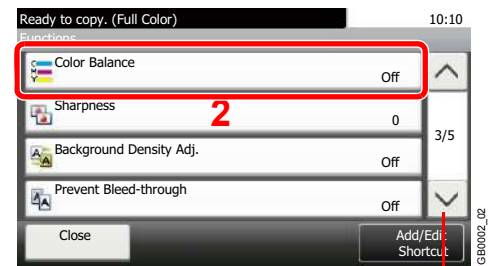 Ready to copy. (Full Color)
10:10
Functions
Color Balance
Off
2
Sharpness
0
3/5
Background Density Adj.
Off
Prevent Bleed-through
Off
Close
Add/Edit
Shortcut
GB0002_02